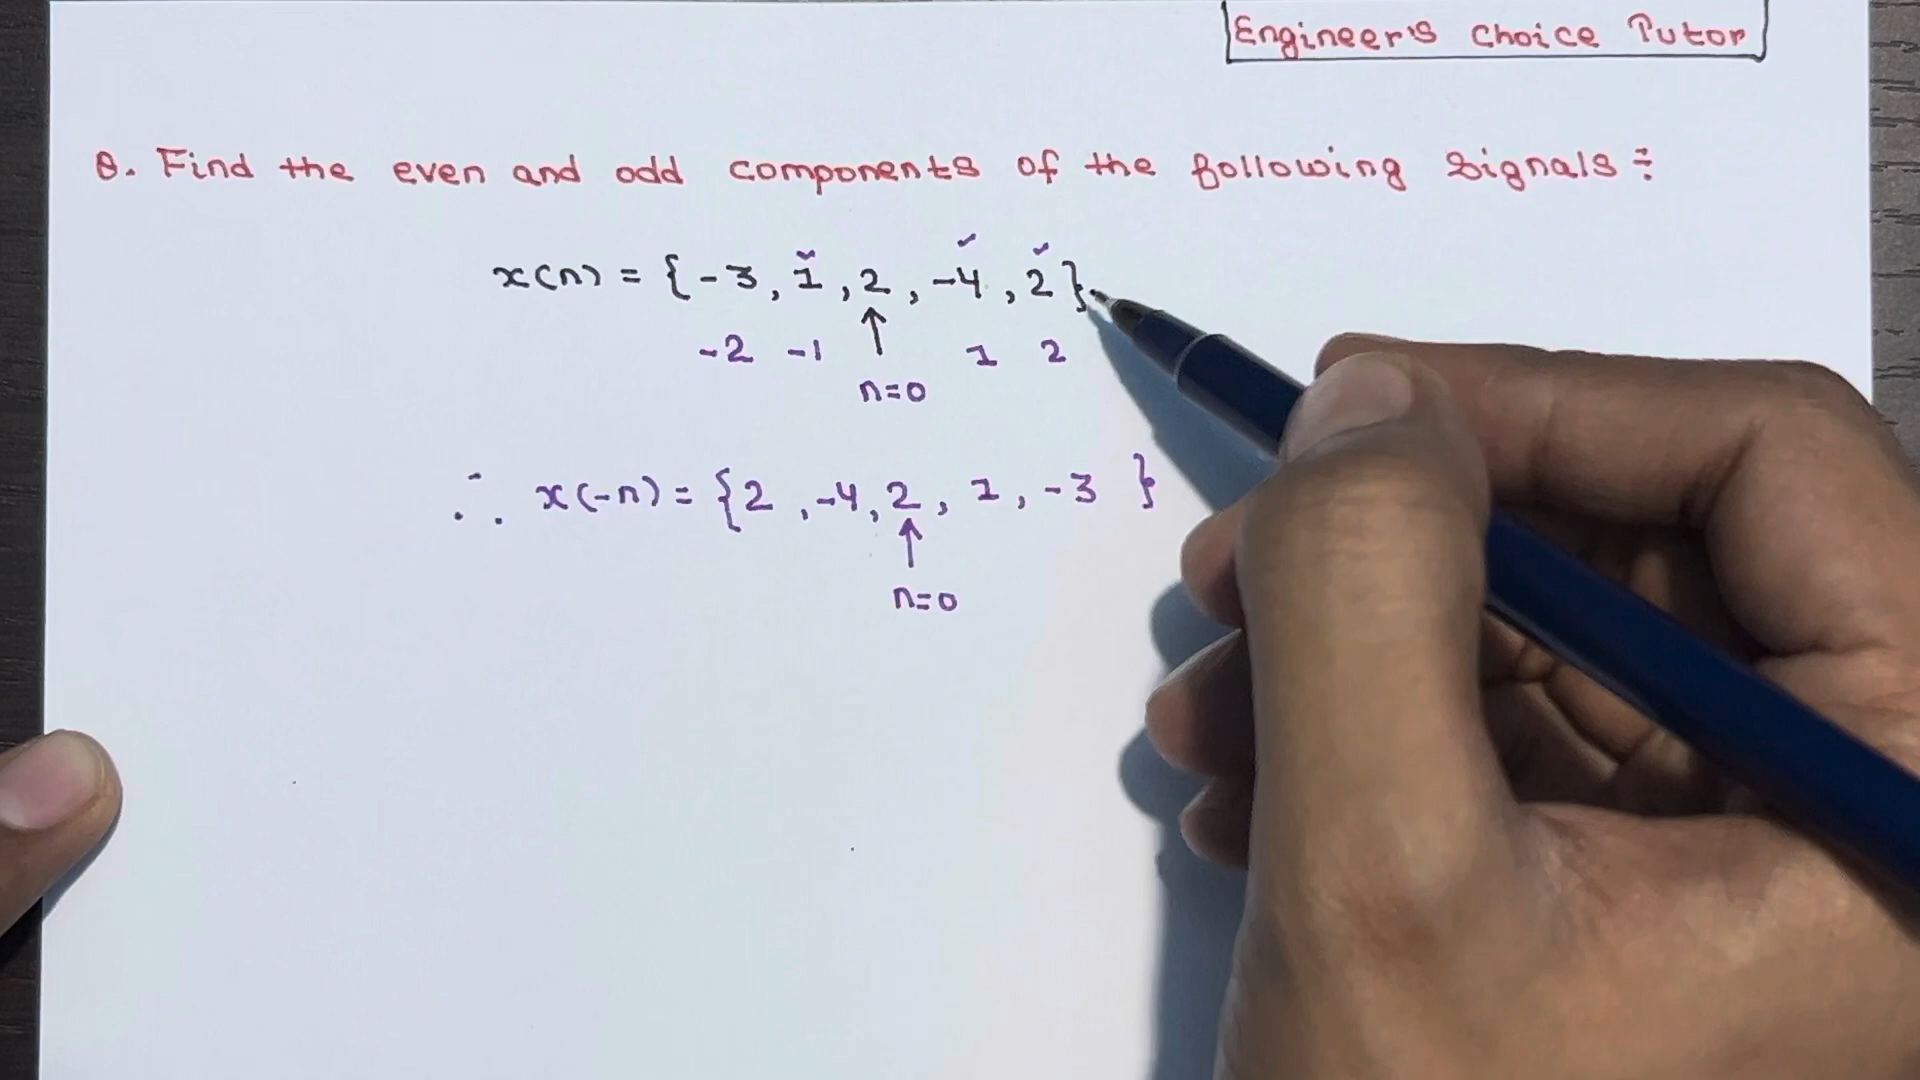 Engineer's Choice Tutor
Q. Find the even and odd components of the following signals ÷
x(n) = {-3, 1, 2, -4, 2}
↑
-2 -1 1 2
n=0
∴ x(-n) = {2, -4, 2, 1, -3 }
↑
n=0